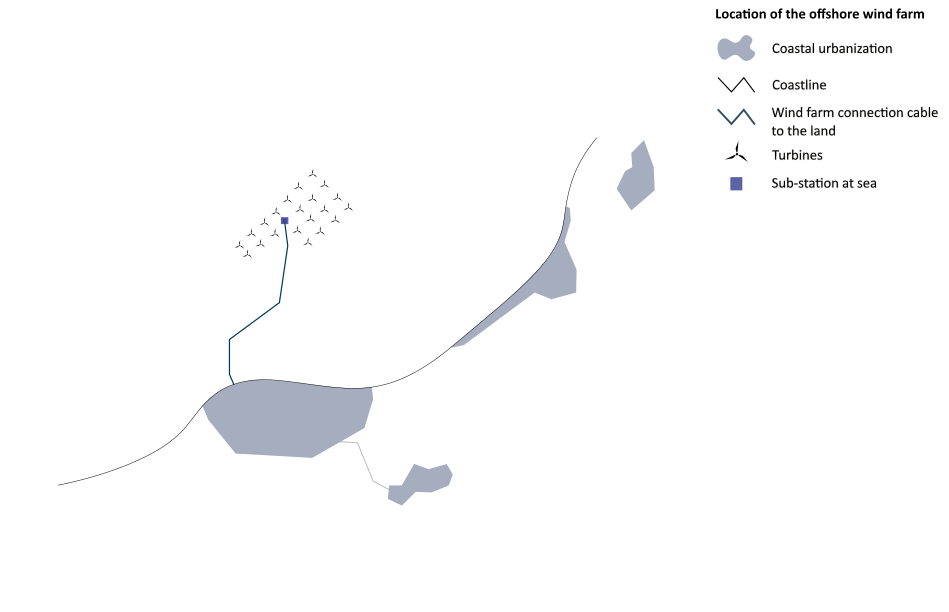 Location of the offshore wind farm
Coastal urbanization
Coastline
Wind farm connection cable
to the land
Turbines
Sub-station at sea